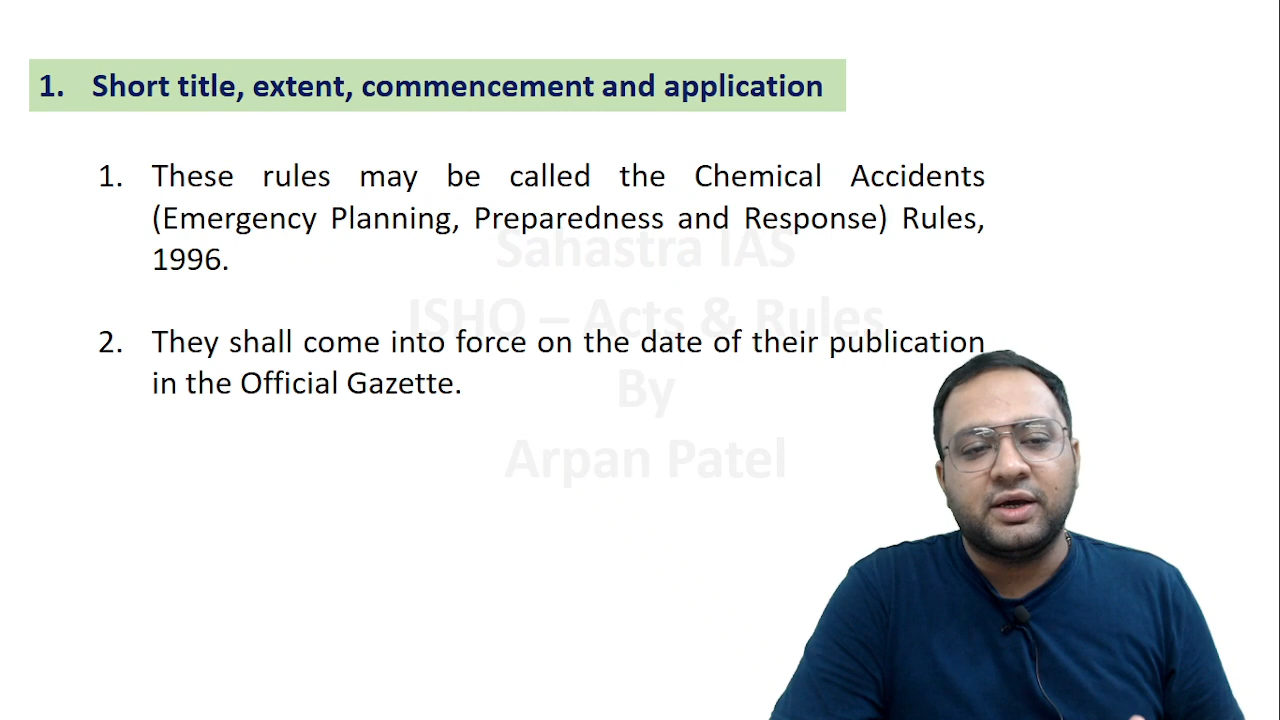 1. Short title, extent, commencement and application
1. These rules may be called the Chemical Accidents
(Emergency Planning, Preparedness and Response) Rules,
1996.
Sahastra IAS
ISHO – Acts & Rules
2. They shall come into force on the date of their publication
in the Official Gazette.
By
Arpan Patel